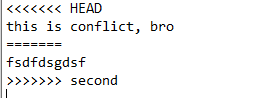 <<<<<<< HEAD
this is conflict, bro
=======
fsdfdsgdsf
>>>>>>> second